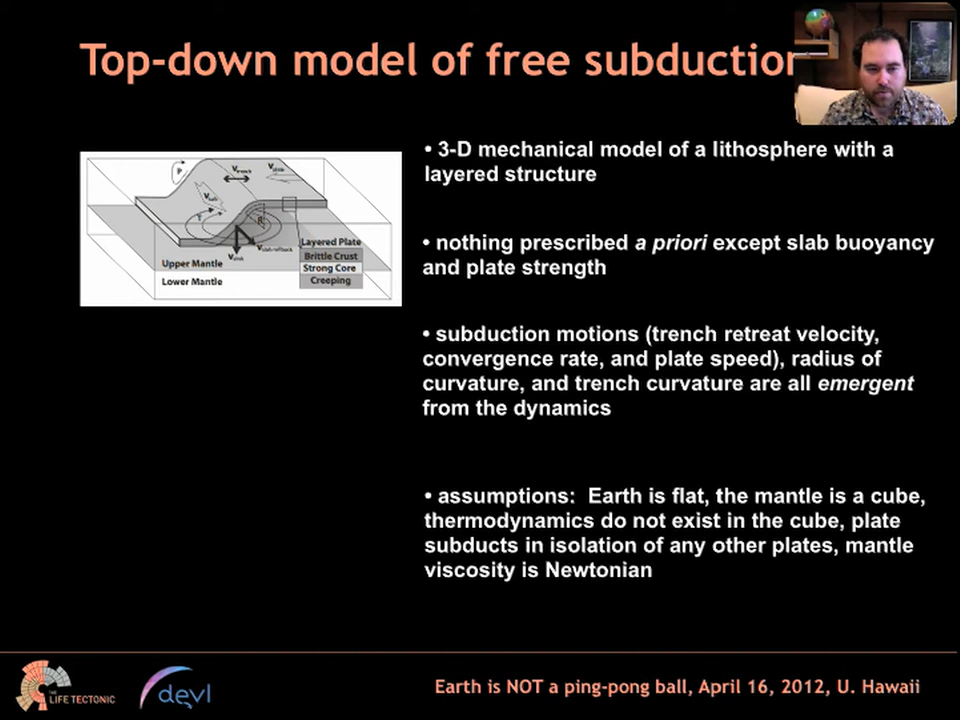 Top-down model of free subduction
• 3-D mechanical model of a lithosphere with a
layered structure
• nothing prescribed a priori except slab buoyancy
and plate strength
• subduction motions (trench retreat velocity,
convergence rate, and plate speed), radius of
curvature, and trench curvature are all emergent
from the dynamics
• assumptions: Earth is flat, the mantle is a cube,
thermodynamics do not exist in the cube, plate
subducts in isolation of any other plates, mantle
viscosity is Newtonian
P
Vtrench
R
Layered Plate
Brittle Crust
Strong Core
Creeping
Upper Mantle
Lower Mantle
THE
LIFE TECTONIC
devl
Earth is NOT a ping-pong ball, April 16, 2012, U. Hawaii